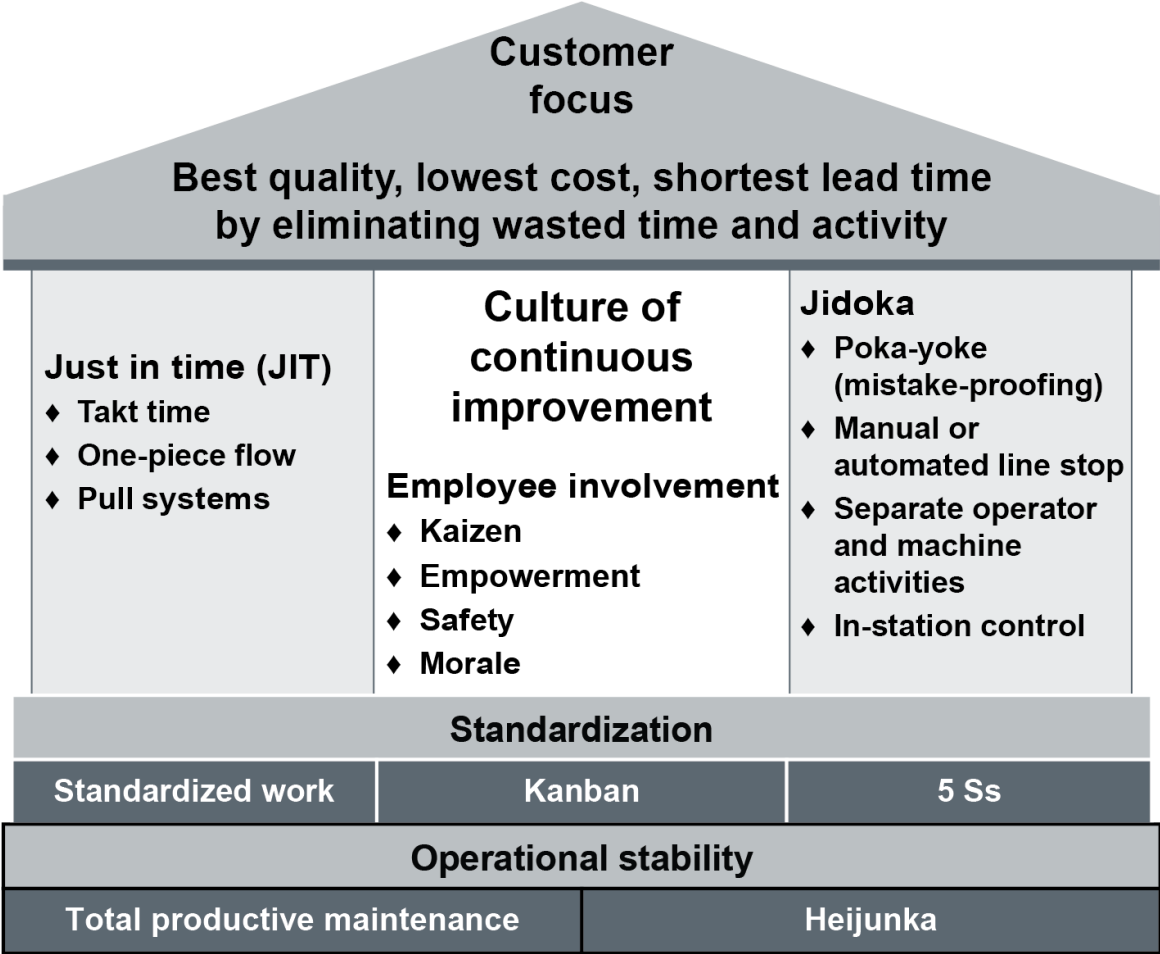 Customer
focus
Best quality, lowest cost, shortest lead time
by eliminating wasted time and activity
Just in time (JIT)
♦ Takt time
♦ One-piece flow
♦ Pull systems
Culture of
continuous
improvement
Employee involvement
♦ Kaizen
♦ Empowerment
♦ Safety
♦ Morale
Jidoka
♦ Poka-yoke
(mistake-proofing)
♦ Manual or
automated line stop
♦ Separate operator
and machine
activities
♦ In-station control
Standardization
Standardized work
Kanban
5 Ss
Operational stability
Total productive maintenance
Heijunka